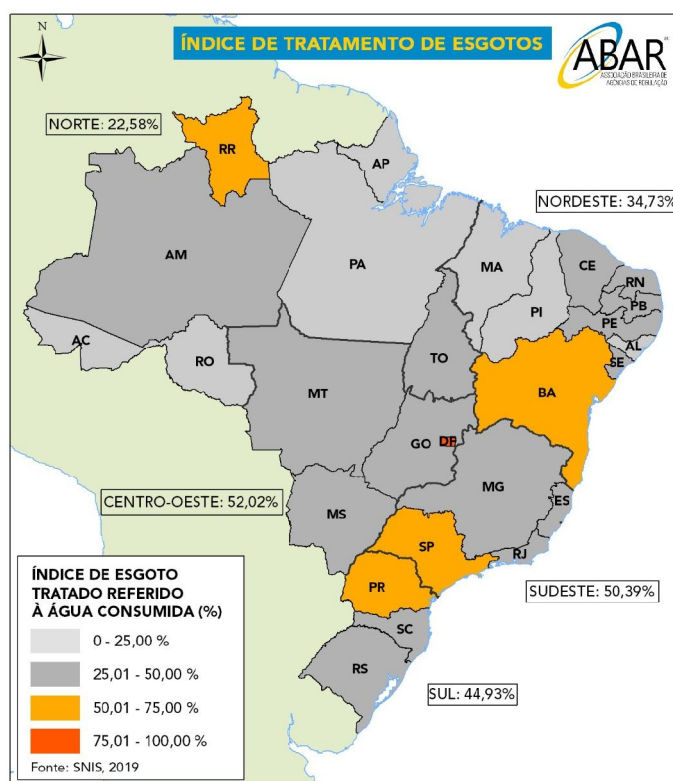 N
ÍNDICE DE TRATAMENTO DE ESGOTOS
ABAR
ASSOCIAÇÃO BRASILEIRA DE
AGÊNCIAS DE REGULAÇÃO
NORTE: 22,58%
RR
AP
NORDESTE: 34,73%
AM
PA
MA
CE
RN
PB
PI
PE
AL
SE
AC
RO
TO
BA
MT
GO
DF
CENTRO-OESTE: 52,02%
MS
MG
ES
SP
RJ
SUDESTE: 50,39%
PR
SC
RS
SUL: 44,93%
ÍNDICE DE ESGOTO
TRATADO REFERIDO
À ÁGUA CONSUMIDA (%)
0 - 25,00 %
25,01 - 50,00 %
50,01 - 75,00 %
75,01 - 100,00 %
Fonte: SNIS, 2019